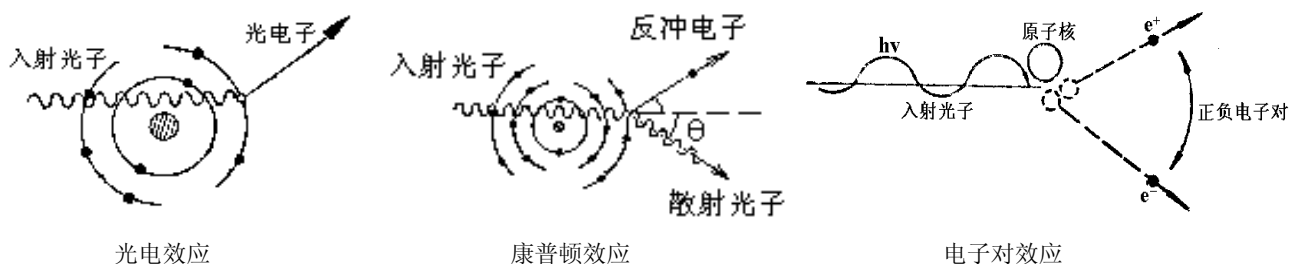 入射光子
光电子
光电效应
入射光子
反冲电子
θ
散射光子
康普顿效应
hν
入射光子
原子核
e⁺
正负电子对
e⁻
电子对效应